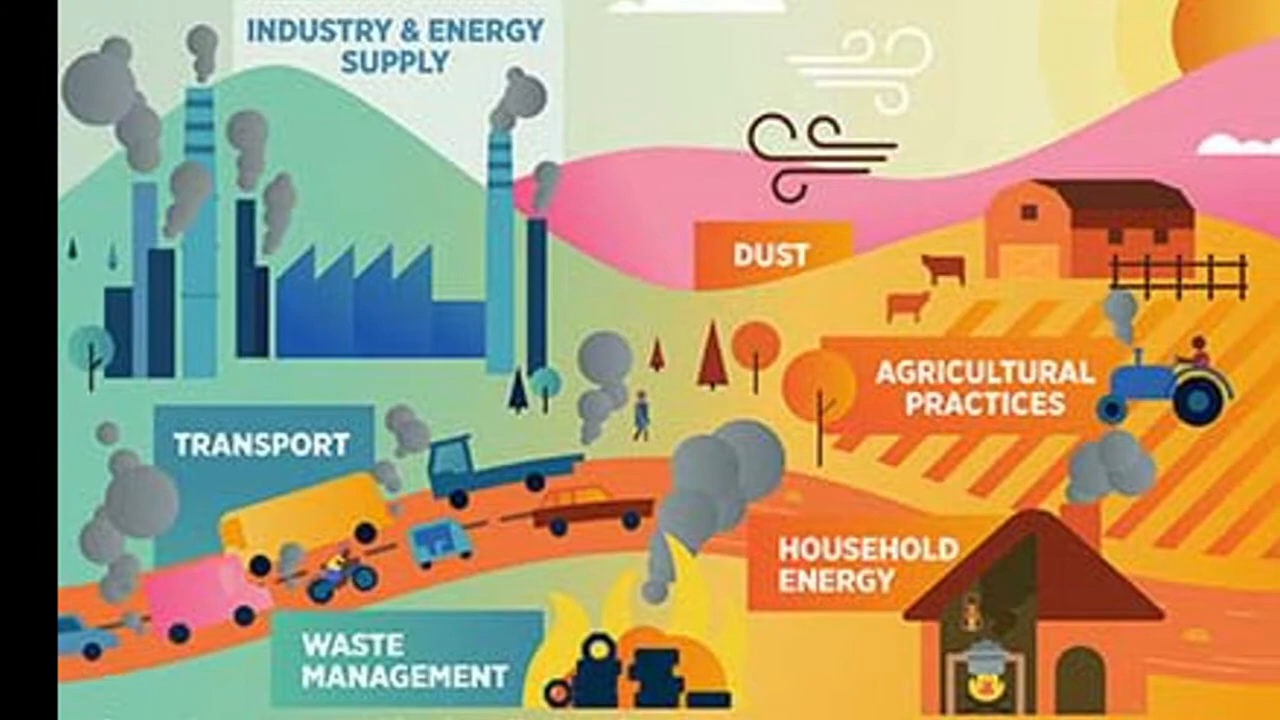 INDUSTRY & ENERGY
SUPPLY
DUST
AGRICULTURAL
PRACTICES
TRANSPORT
HOUSEHOLD
ENERGY
WASTE
MANAGEMENT